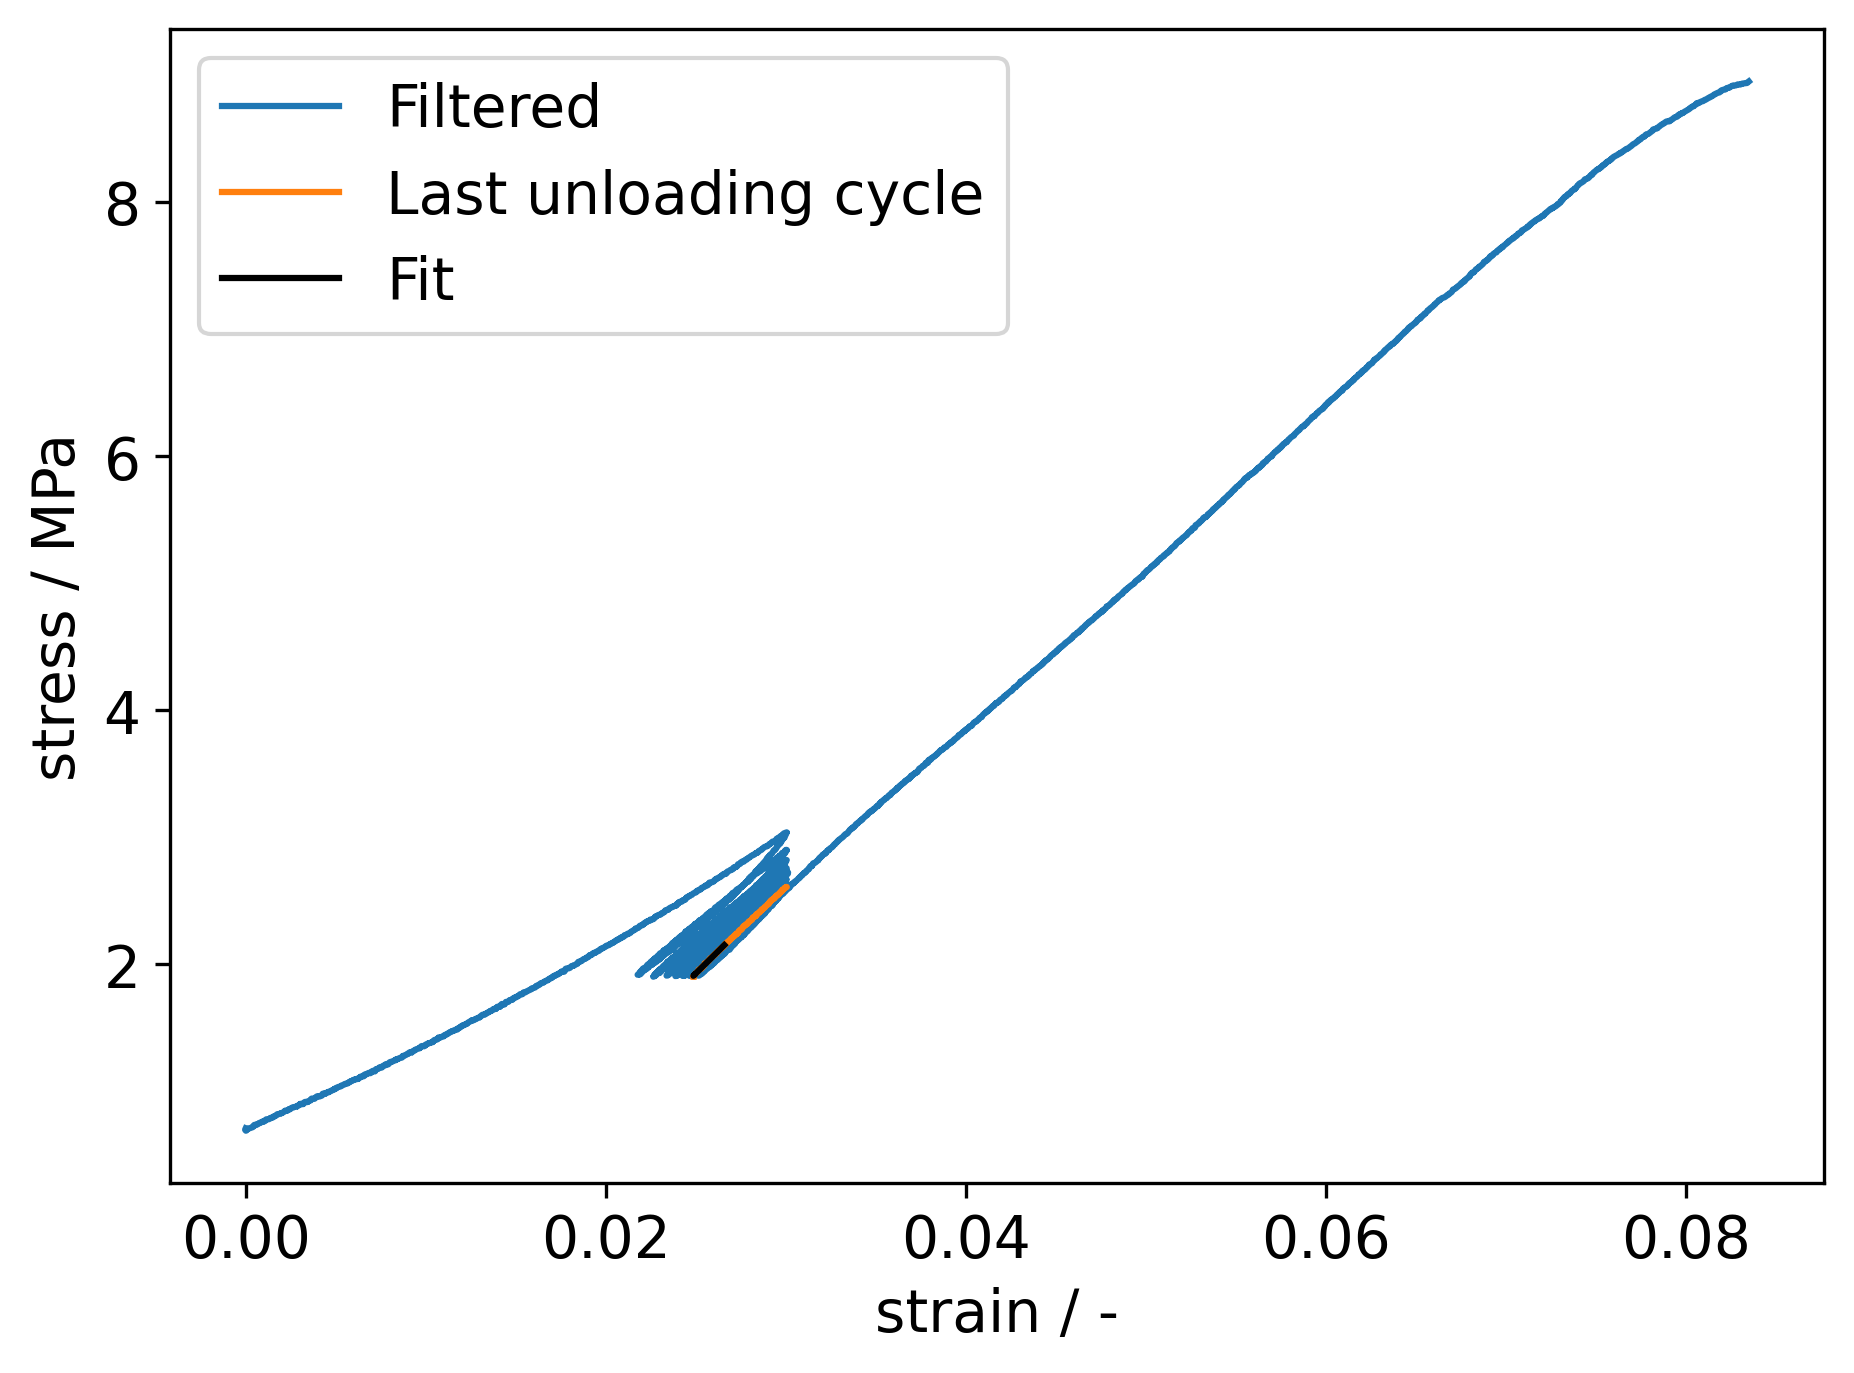 Filtered
Last unloading cycle
Fit
8
6
4
2
stress / MPa
0.00 0.02 0.04 0.06 0.08
strain / -